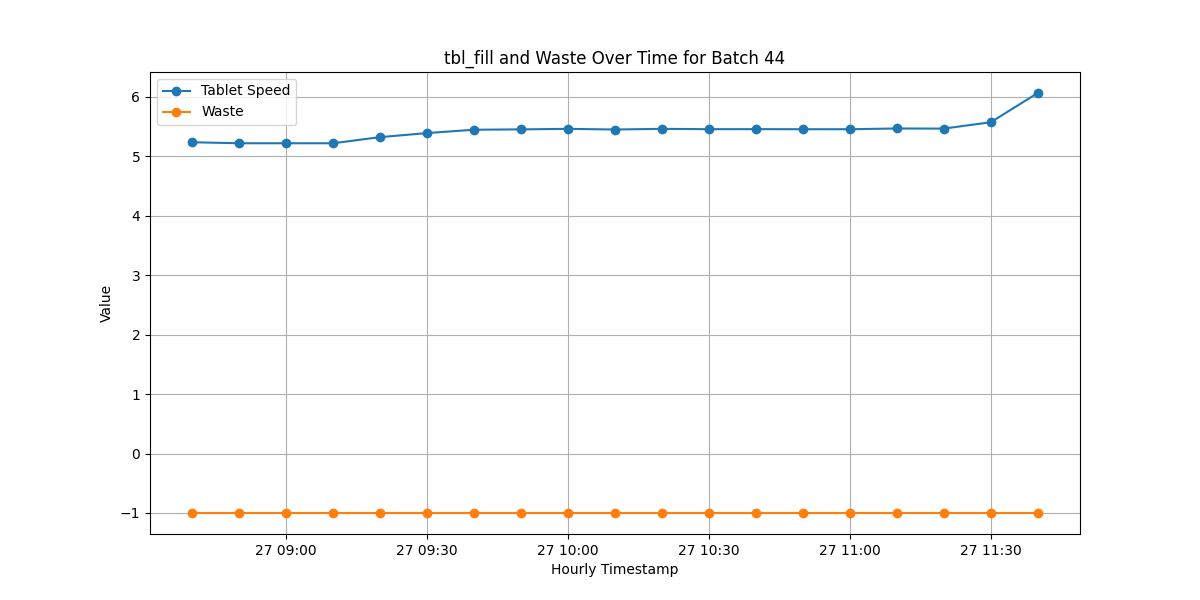 tbl_fill and Waste Over Time for Batch 44
Tablet Speed
Waste
6
5
4
3
2
1
0
−1
Value
27 09:00 27 09:30 27 10:00 27 10:30 27 11:00 27 11:30
Hourly Timestamp